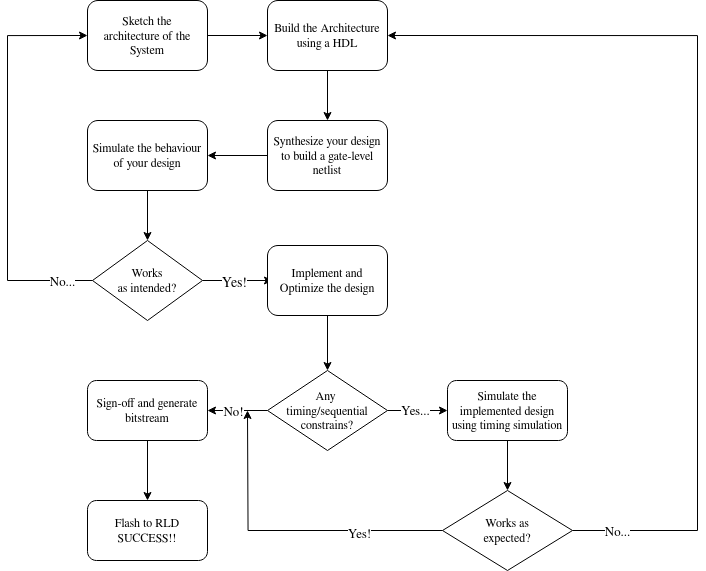 Sketch the
architecture of the
System
Build the Architecture
using a HDL
Simulate the behaviour
of your design
Synthesize your design
to build a gate-level
netlist
Works
as intended?
No...
Yes!
Implement and
Optimize the design
Sign-off and generate
bitstream
No!
Any
timing/sequential
constrains?
Yes...
Simulate the
implemented design
using timing simulation
Flash to RLD
SUCCESS!!
Yes!
Works as
expected?
No...